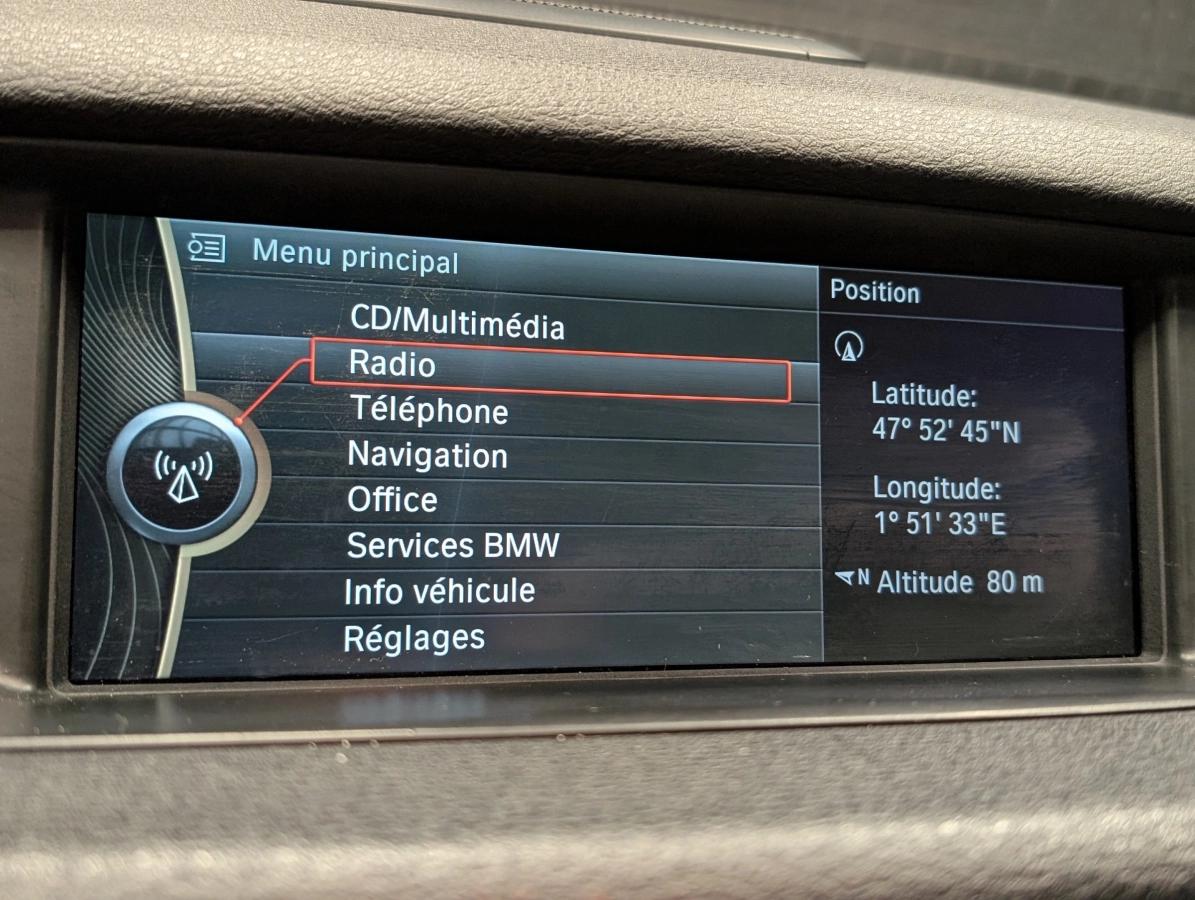 Menu principal
CD/Multimédia
Radio
Téléphone
Navigation
Office
Services BMW
Info véhicule
Réglages
Position
Latitude:
47° 52' 45"N
Longitude:
1° 51' 33"E
N Altitude 80 m